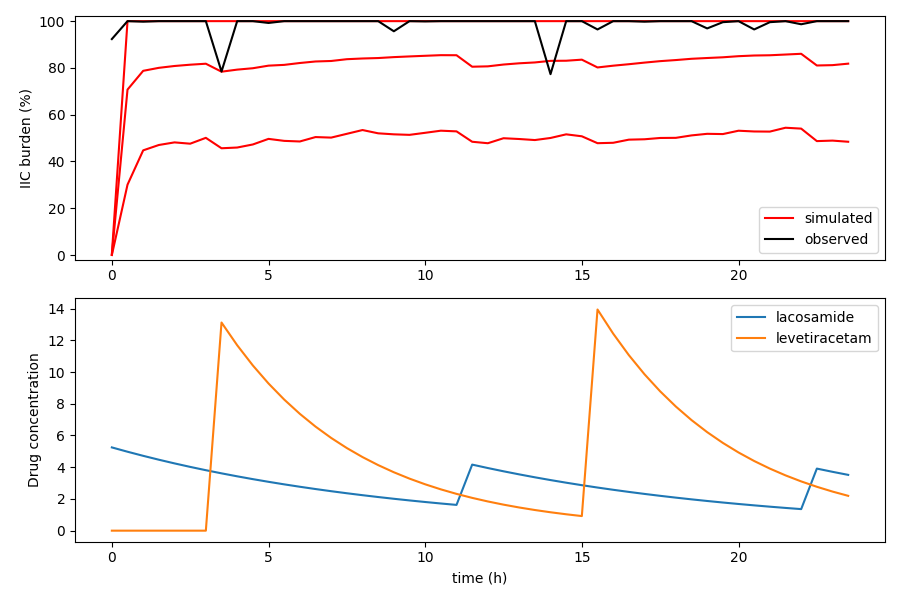 IIC burden (%)
100
80
60
40
20
0
simulated
observed
0 5 10 15 20
Drug concentration
14
12
10
8
6
4
2
0
lacosamide
levetiracetam
0 5 10 15 20
time (h)